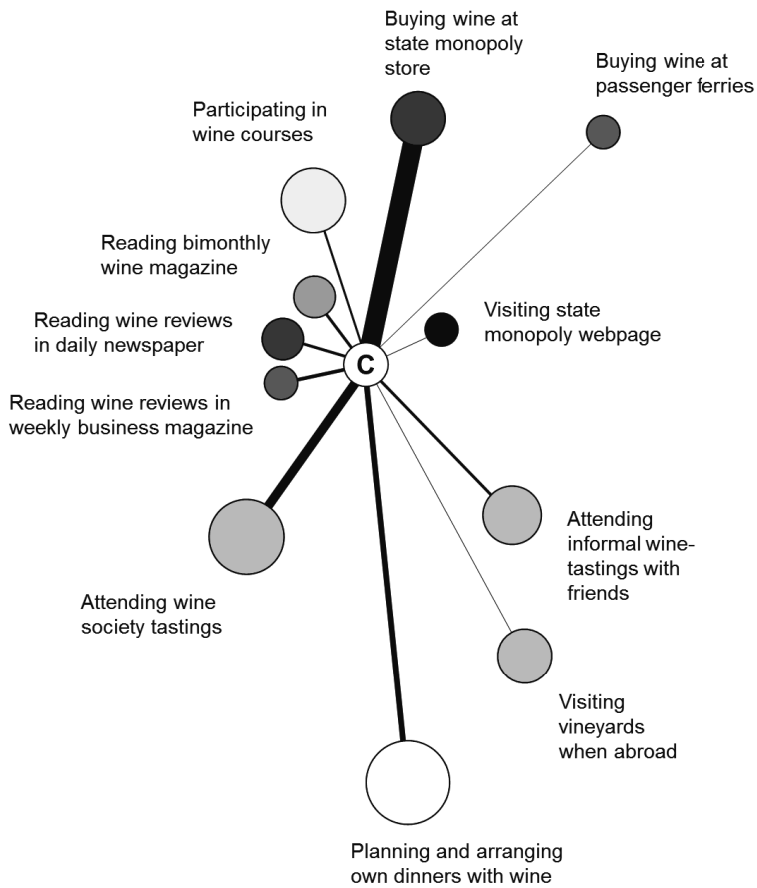 Buying wine at
state monopoly
store
Buying wine at
passenger ferries
Participating in
wine courses
Reading bimonthly
wine magazine
Visiting state
monopoly webpage
Reading wine reviews
in daily newspaper
C
Reading wine reviews in
weekly business magazine
Attending
informal wine-
tastings with
friends
Attending wine
society tastings
Visiting
vineyards
when abroad
Planning and arranging
own dinners with wine